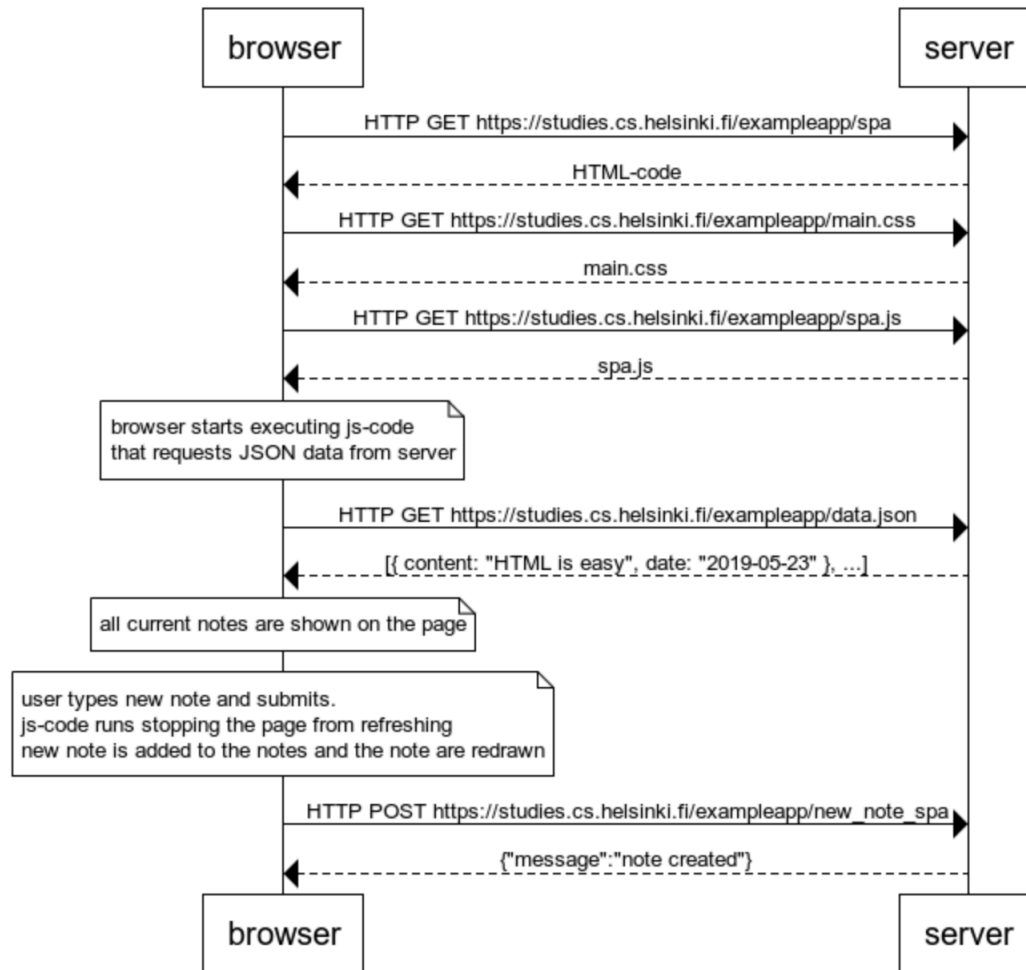 browser
server
HTTP GET https://studies.cs.helsinki.fi/exampleapp/spa
HTML-code
HTTP GET https://studies.cs.helsinki.fi/exampleapp/main.css
main.css
HTTP GET https://studies.cs.helsinki.fi/exampleapp/spa.js
spa.js
browser starts executing js-code
that requests JSON data from server
HTTP GET https://studies.cs.helsinki.fi/exampleapp/data.json
[{ content: "HTML is easy", date: "2019-05-23" }, ...]
all current notes are shown on the page
user types new note and submits.
js-code runs stopping the page from refreshing
new note is added to the notes and the note are redrawn
HTTP POST https://studies.cs.helsinki.fi/exampleapp/new_note_spa
{"message":"note created"}
browser
server